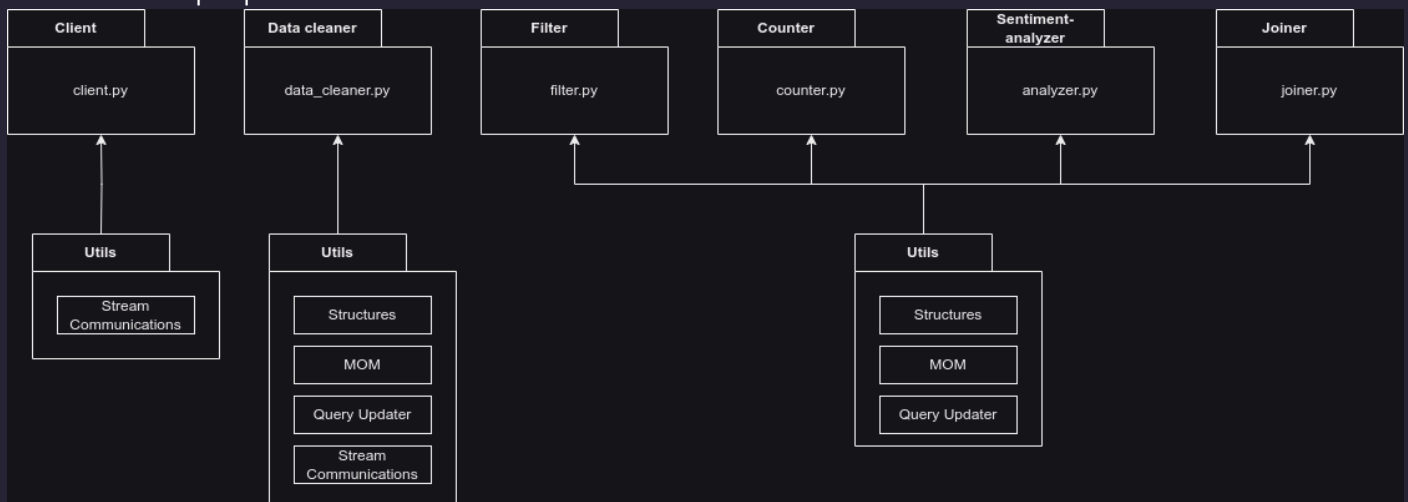 Client
Data cleaner
Filter
Counter
Sentiment-
analyzer
Joiner
client.py
data_cleaner.py
filter.py
counter.py
analyzer.py
joiner.py
Utils
Utils
Utils
Stream
Communications
Structures
MOM
Query Updater
Stream
Communications
Structures
MOM
Query Updater